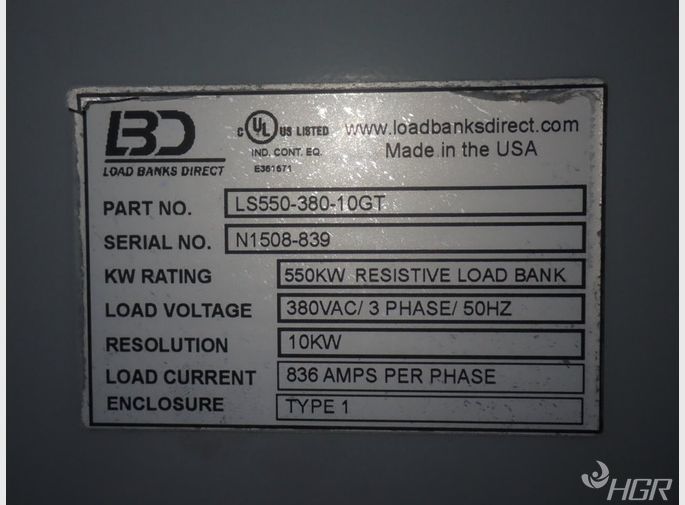 LBD
LOAD BANKS DIRECT
C UL US LISTED
IND. CONT. EQ.
E361671
www.loadbanksdirect.com
Made in the USA
PART NO. LS550-380-10GT
SERIAL NO. N1508-839
KW RATING 550KW RESISTIVE LOAD BANK
LOAD VOLTAGE 380VAC/ 3 PHASE/ 50HZ
RESOLUTION 10KW
LOAD CURRENT 836 AMPS PER PHASE
ENCLOSURE TYPE 1
HGR